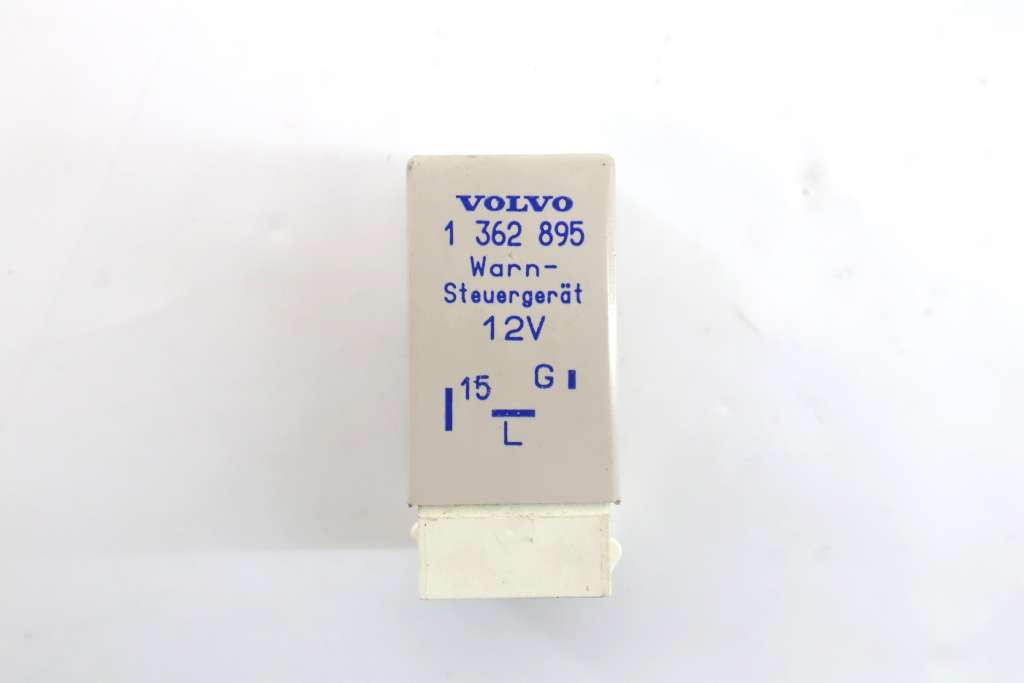 VOLVO
1 362 895
Warn-
Steuergerät
12V
15 G
L